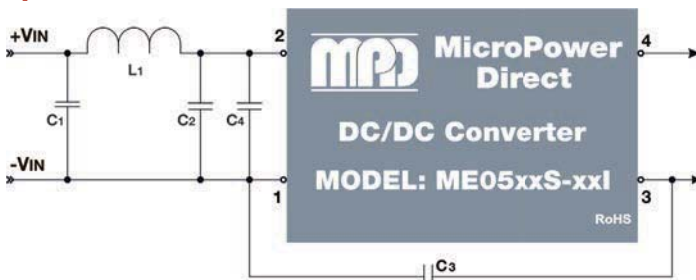 +VIN
L1
C1
C2
C4
-VIN
2
1
MPD
MicroPower
Direct
DC/DC Converter
MODEL: ME05xxS-xxI
RoHS
4
3
C3